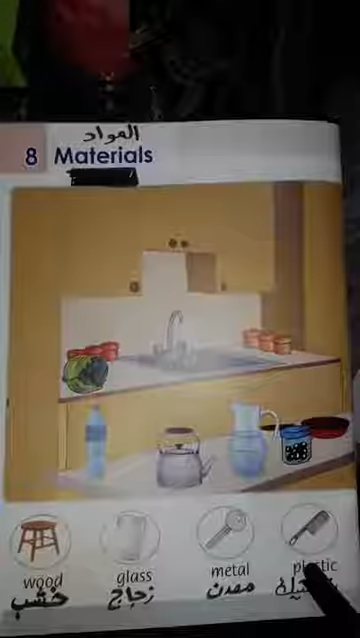 المواد
8 Materials
wood glass metal plastic
خشب زجاج معدن